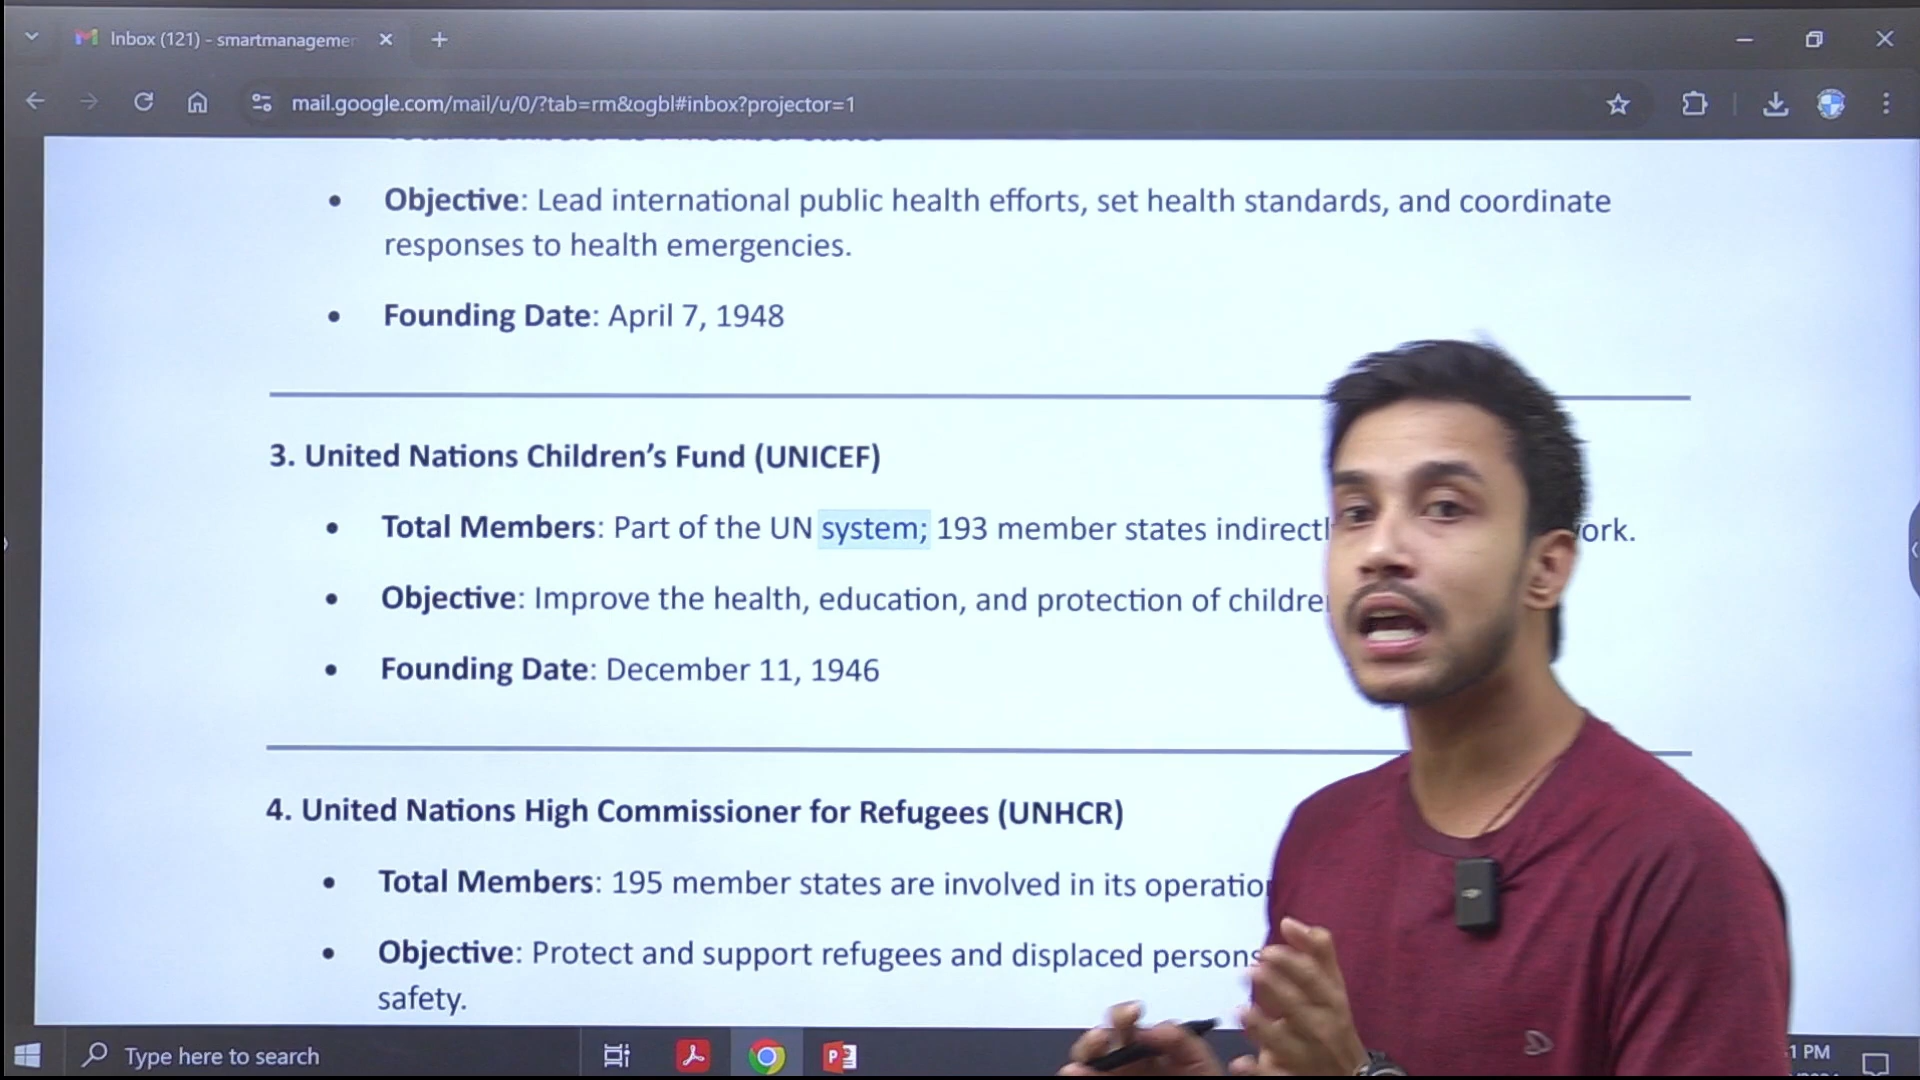 Inbox (121) - smartmanagemen
mail.google.com/mail/u/0/?tab=rm&ogbl#inbox?projector=1
• Objective: Lead international public health efforts, set health standards, and coordinate
responses to health emergencies.
• Founding Date: April 7, 1948
3. United Nations Children's Fund (UNICEF)
• Total Members: Part of the UN system; 193 member states indirectl ork.
• Objective: Improve the health, education, and protection of childre
• Founding Date: December 11, 1946
4. United Nations High Commissioner for Refugees (UNHCR)
• Total Members: 195 member states are involved in its operatio
• Objective: Protect and support refugees and displaced persons
safety.
Type here to search
1 PM